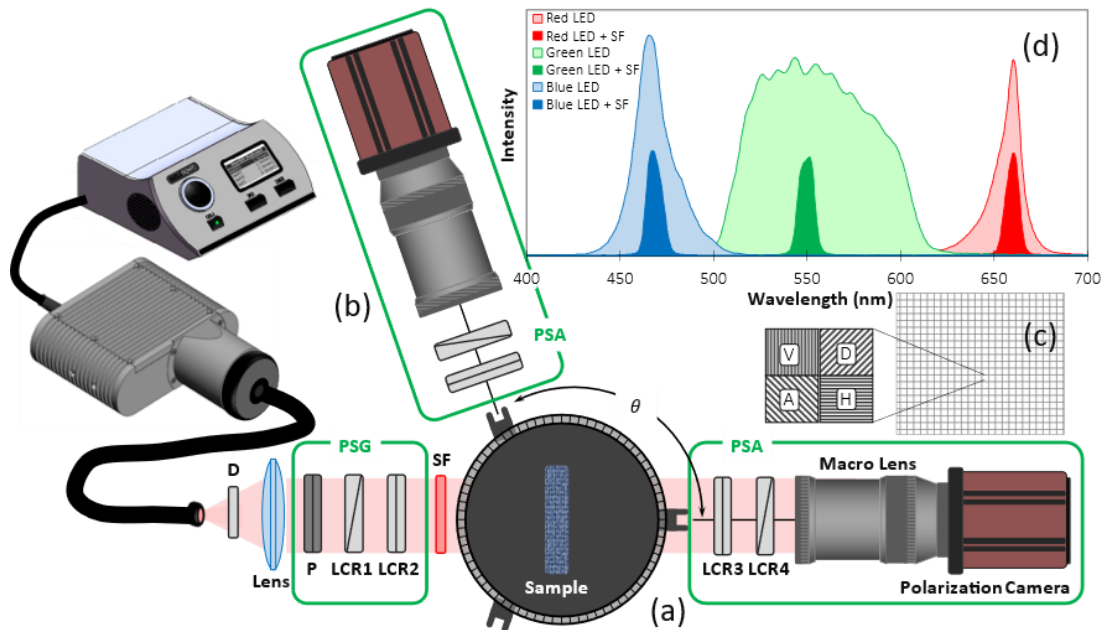 Red LED
Red LED + SF
Green LED
Green LED + SF
Blue LED
Blue LED + SF
(d)
Intensity
400
450
500
550
600
650
700
Wavelength (nm)
(b)
PSA
(c)
V
D
A
H
θ
PSG
SF
D
PSA
Macro Lens
Lens
P
LCR1
LCR2
Sample
(a)
LCR3
LCR4
Polarization Camera